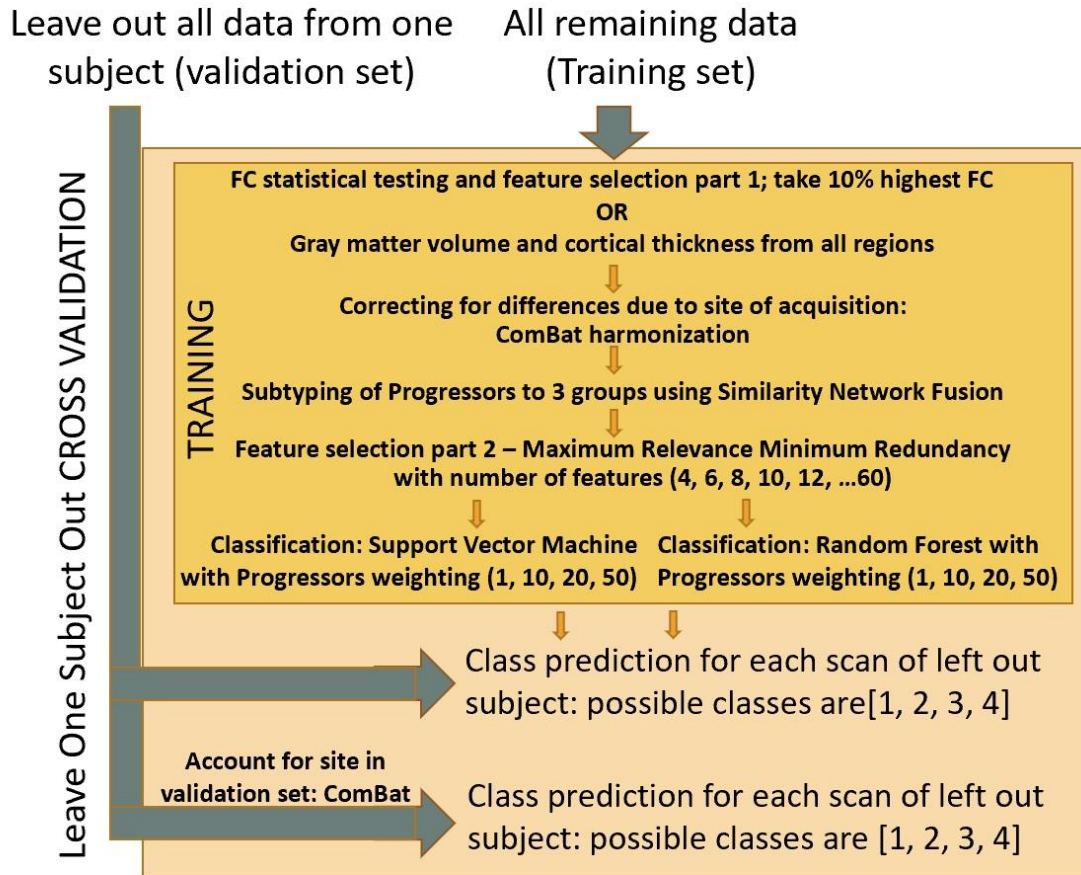 Leave out all data from one
subject (validation set)
All remaining data
(Training set)
Leave One Subject Out CROSS VALIDATION
TRAINING
FC statistical testing and feature selection part 1; take 10% highest FC
OR
Gray matter volume and cortical thickness from all regions
Correcting for differences due to site of acquisition:
ComBat harmonization
Subtyping of Progressors to 3 groups using Similarity Network Fusion
Feature selection part 2 – Maximum Relevance Minimum Redundancy
with number of features (4, 6, 8, 10, 12, ...60)
Classification: Support Vector Machine
with Progressors weighting (1, 10, 20, 50)
Classification: Random Forest with
Progressors weighting (1, 10, 20, 50)
Class prediction for each scan of left out
subject: possible classes are[1, 2, 3, 4]
Account for site in
validation set: ComBat
Class prediction for each scan of left out
subject: possible classes are [1, 2, 3, 4]